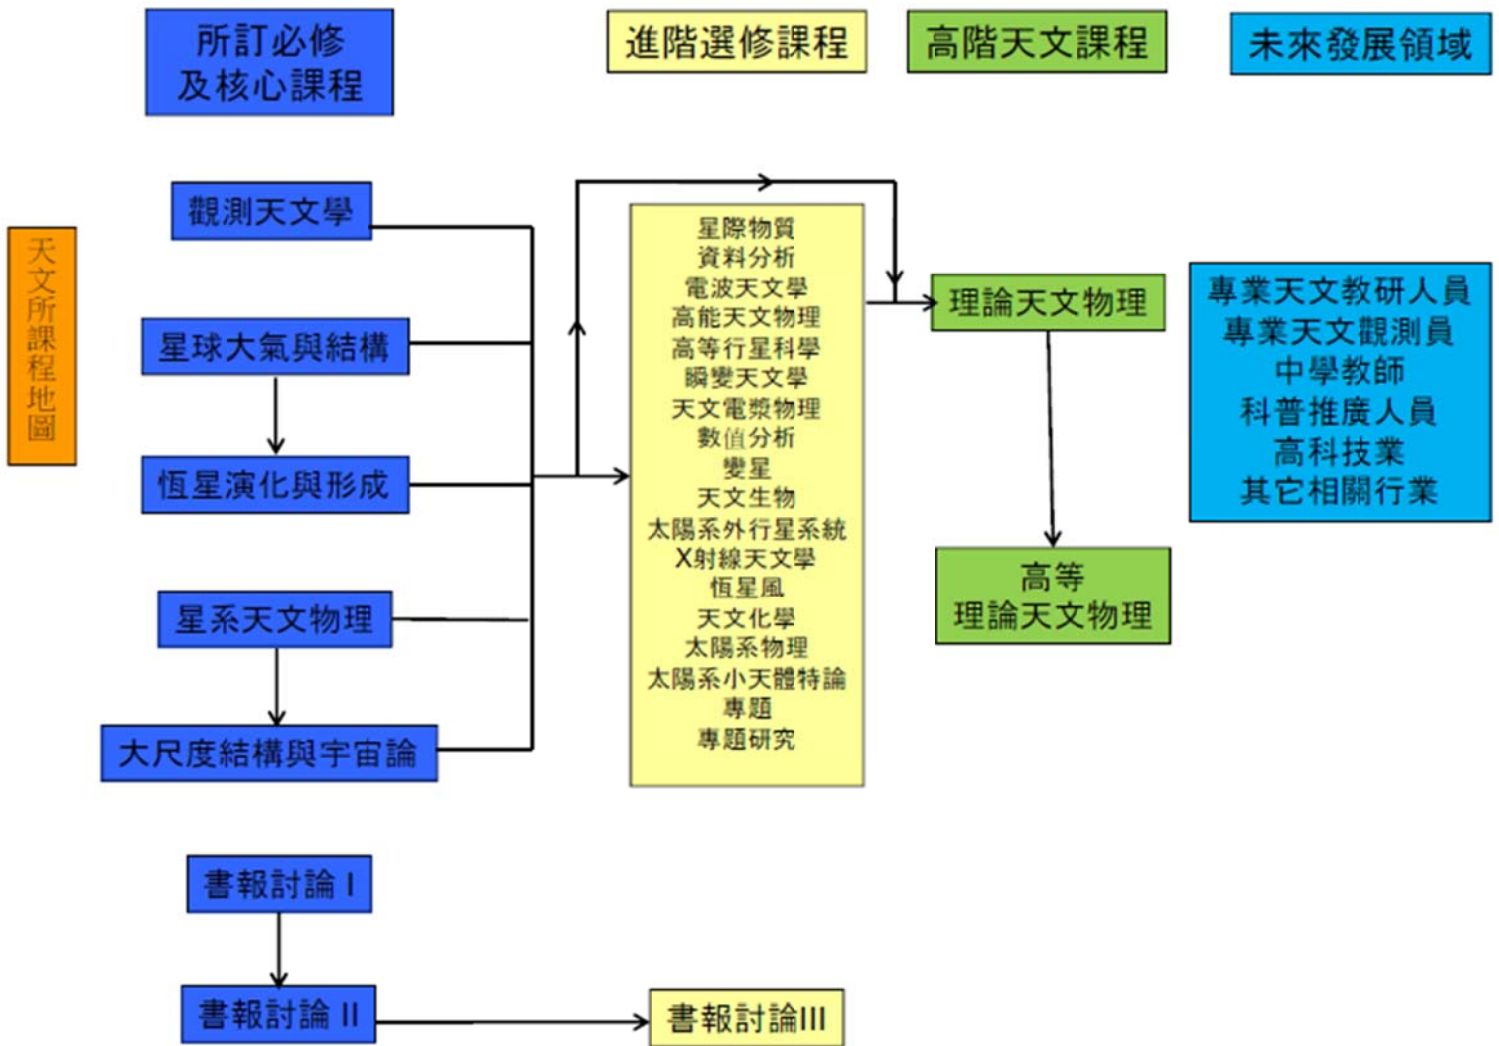 所訂必修
及核心課程
進階選修課程
高階天文課程
未來發展領域
天文所課程地圖
觀測天文學
星球大氣與結構
恆星演化與形成
星系天文物理
大尺度結構與宇宙論
書報討論 I
書報討論 II
星際物質
資料分析
電波天文學
高能天文物理
高等行星科學
瞬變天文學
天文電漿物理
數值分析
變星
天文生物
太陽系外行星系統
X射線天文學
恆星風
天文化學
太陽系物理
太陽系小天體特論
專題
專題研究
書報討論III
理論天文物理
高等
理論天文物理
專業天文教研人員
專業天文觀測員
中學教師
科普推廣人員
高科技業
其它相關行業